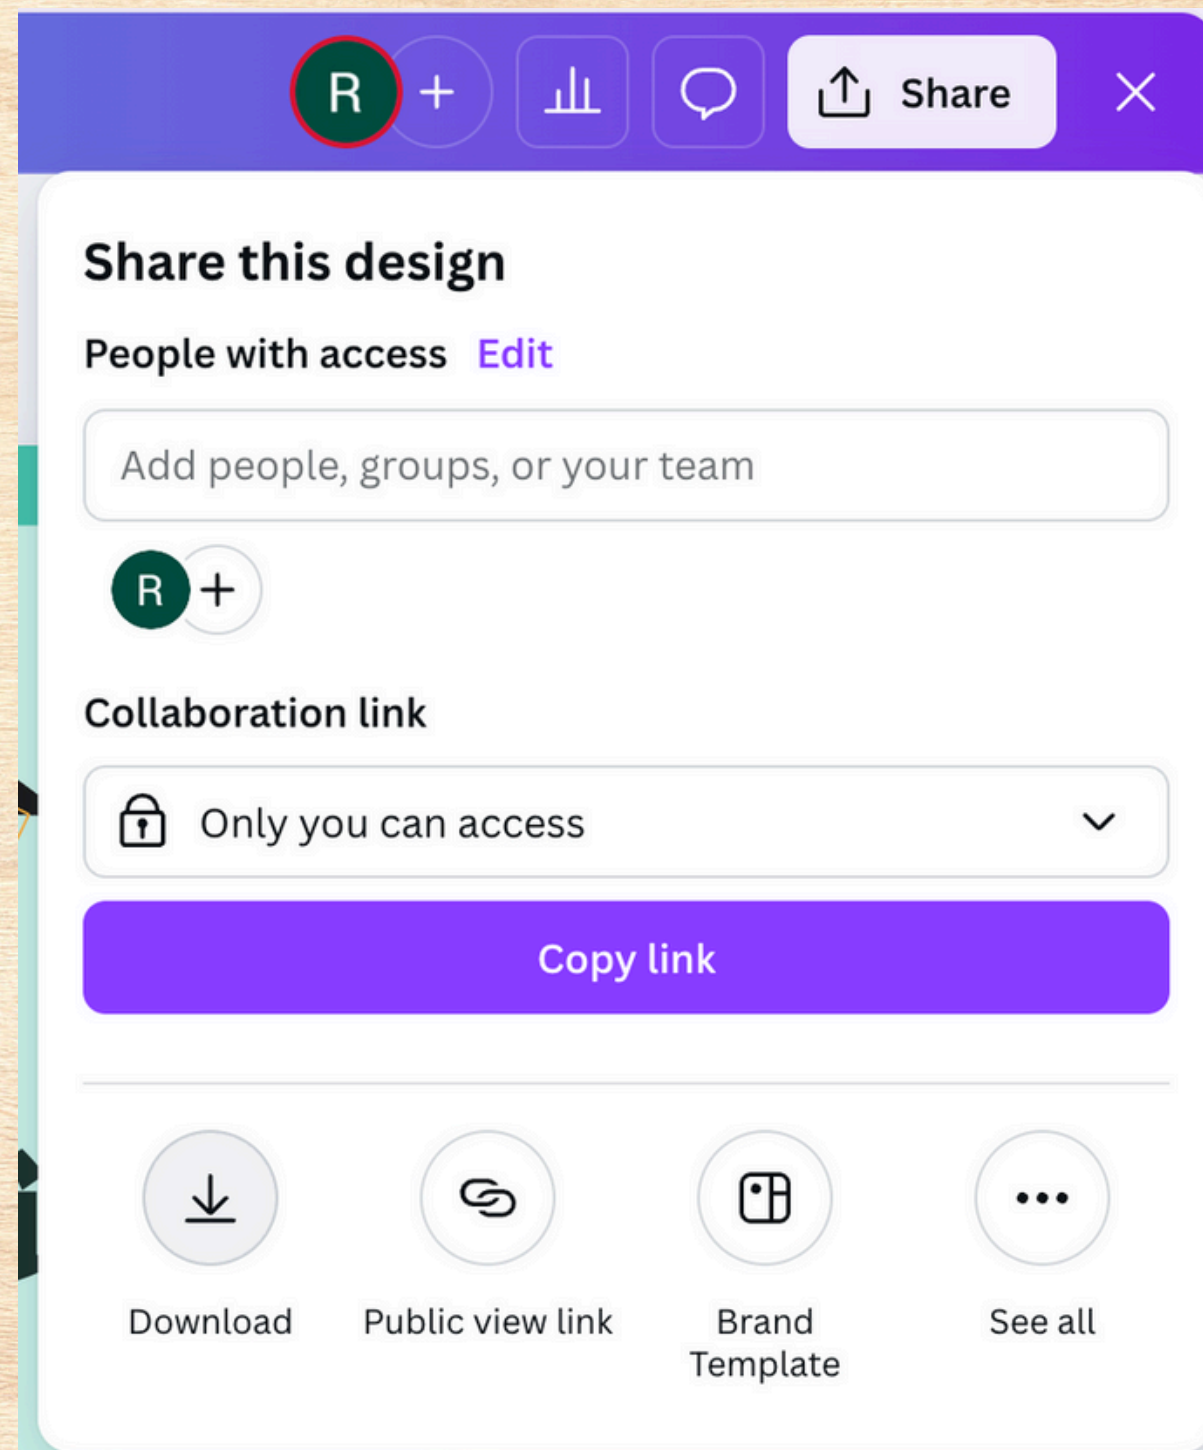 R
Share
Share this design
People with access Edit
Add people, groups, or your team
R
Collaboration link
Only you can access
Copy link
Download
Public view link
Brand
Template
See all